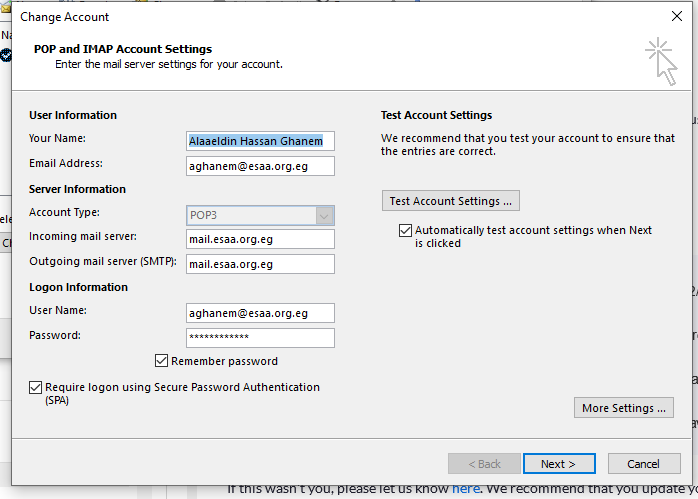 Change Account
POP and IMAP Account Settings
Enter the mail server settings for your account.
User Information
Your Name:
Alaaeldin Hassan Ghanem
Email Address:
aghanem@esaa.org.eg
Server Information
Account Type:
POP3
Incoming mail server:
mail.esaa.org.eg
Outgoing mail server (SMTP):
mail.esaa.org.eg
Logon Information
User Name:
aghanem@esaa.org.eg
Password:
************
Remember password
Require logon using Secure Password Authentication
(SPA)
Test Account Settings
We recommend that you test your account to ensure that
the entries are correct.
Test Account Settings ...
Automatically test account settings when Next
is clicked
More Settings ...
< Back
Next >
Cancel
If this wasn't you, please let us know here. We recommend that you update yo